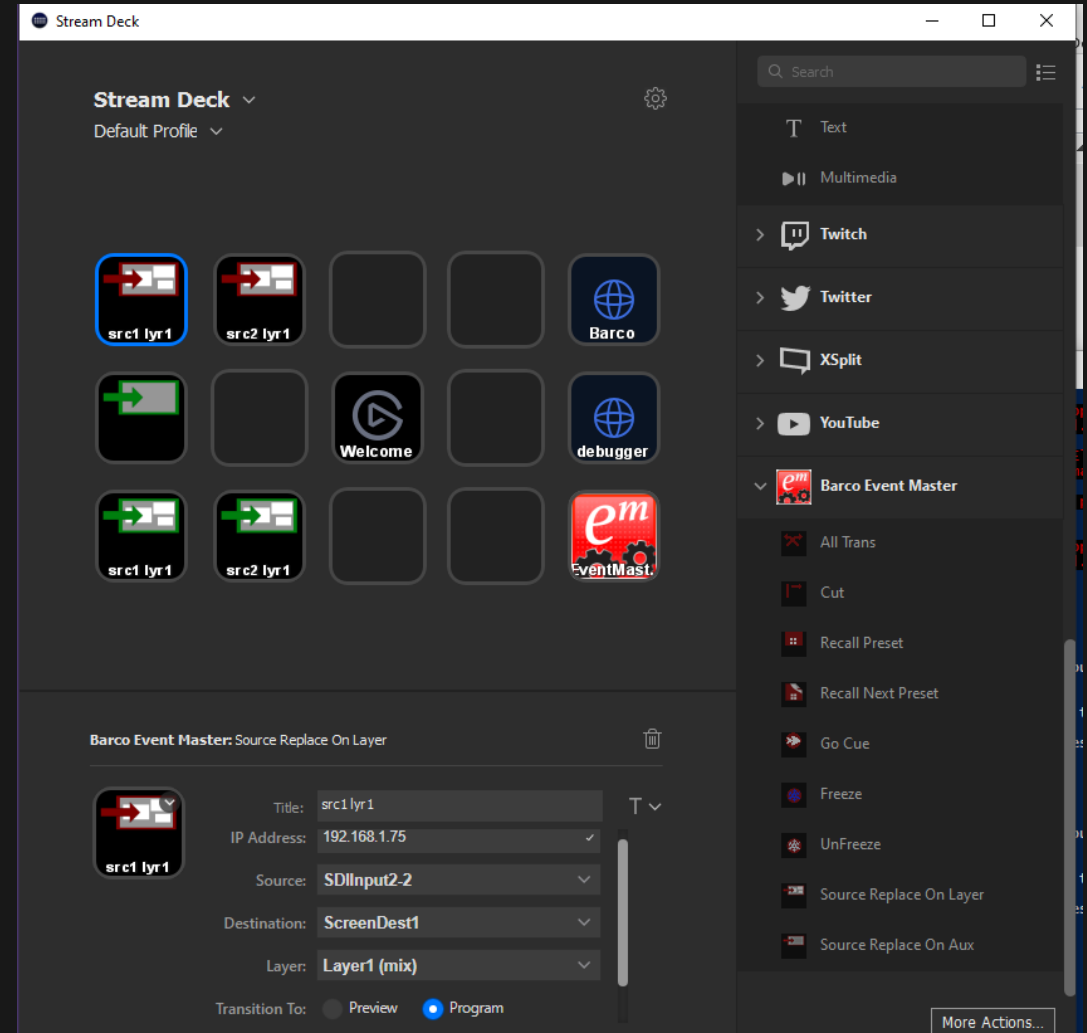 Stream Deck
Stream Deck
Default Profile
src1 lyr1
src2 lyr1
Barco
Welcome
debugger
src1 lyr1
src2 lyr1
em
EventMast.
Barco Event Master: Source Replace On Layer
src1 lyr1
Title:
src1 lyr1
T
IP Address:
192.168.1.75
Source:
SDIInput2-2
Destination:
ScreenDest1
Layer:
Layer1 (mix)
Transition To:
Preview
Program
Search
T
Text
Multimedia
Twitch
Twitter
XSplit
YouTube
em
Barco Event Master
All Trans
Cut
Recall Preset
Recall Next Preset
Go Cue
Freeze
UnFreeze
Source Replace On Layer
Source Replace On Aux
More Actions...